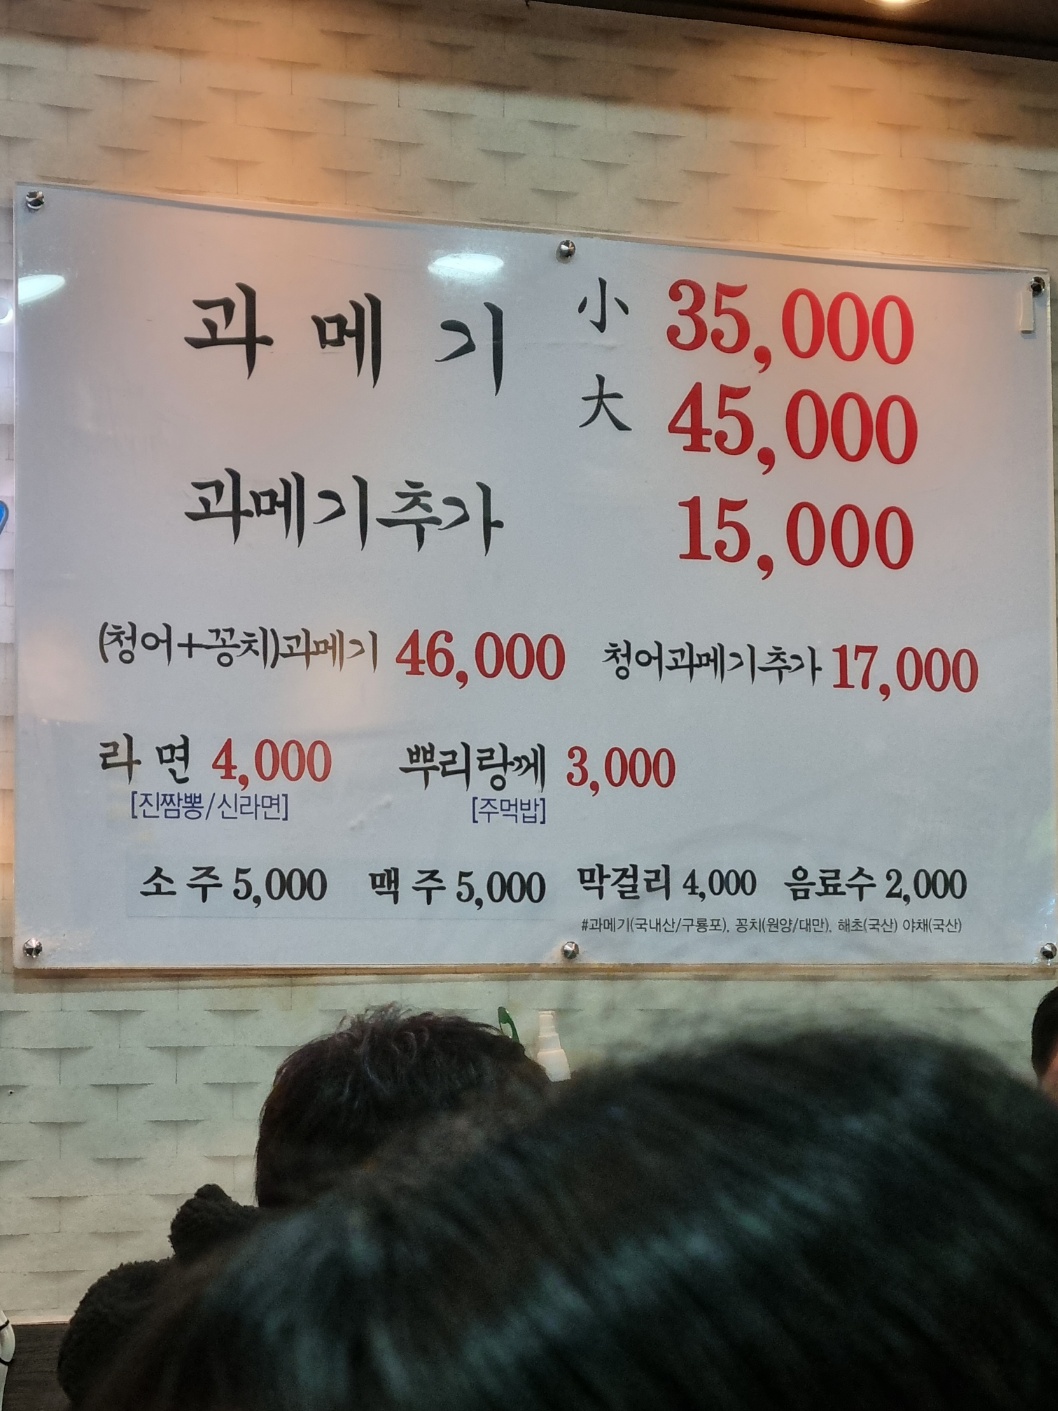 과메기 小 35,000
大 45,000
과메기추가 15,000
(청어+꽁치)과메기 46,000 청어과메기추가 17,000
라면 4,000 뿌리랑께 3,000
[진짬뽕/신라면] [주먹밥]
소주 5,000 맥주 5,000 막걸리 4,000 음료수 2,000
#과메기(국내산/구룡포), 꽁치(원양/대만), 해초(국산) 야채(국산)